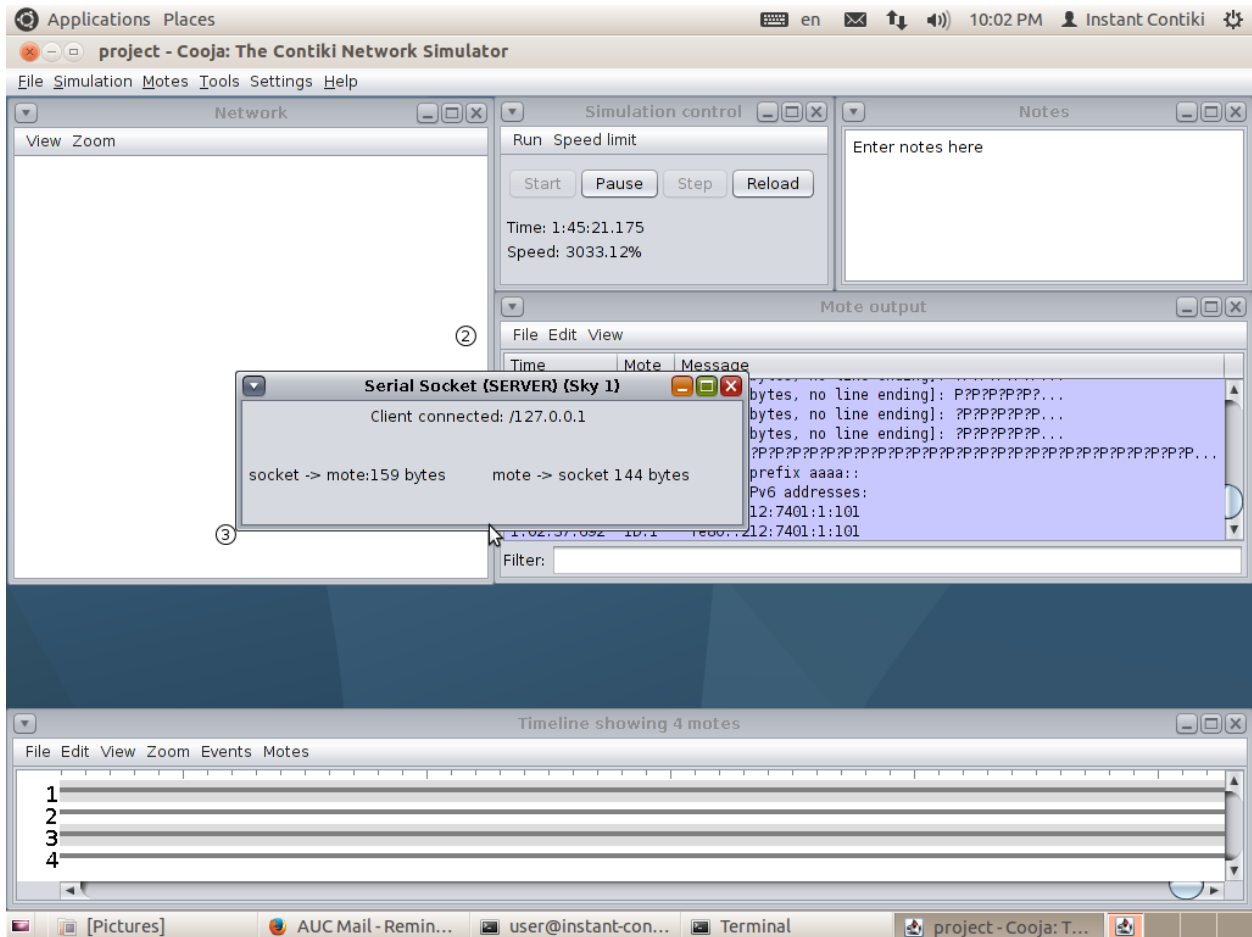 Applications Places
en 10:02 PM Instant Contiki
project - Cooja: The Contiki Network Simulator
File Simulation Motes Tools Settings Help
Network
View Zoom
2
3
Simulation control
Run Speed limit
Start Pause Step Reload
Time: 1:45:21.175
Speed: 3033.12%
Notes
Enter notes here
Mote output
File Edit View
Time Mote Message
bytes, no line ending]: P?P?P?P?P?...
bytes, no line ending]: ?P?P?P?P?P...
bytes, no line ending]: ?P?P?P?P?P...
prefix aaaa::
Pv6 addresses:
12:7401:1:101
212:7401:1:101
Filter:
Serial Socket (SERVER) (Sky 1)
Client connected: /127.0.0.1
socket -> mote:159 bytes mote -> socket 144 bytes
Timeline showing 4 motes
File Edit View Zoom Events Motes
1
2
3
4
[Pictures] AUC Mail - Remin... user@instant-con... Terminal project - Cooja: T...